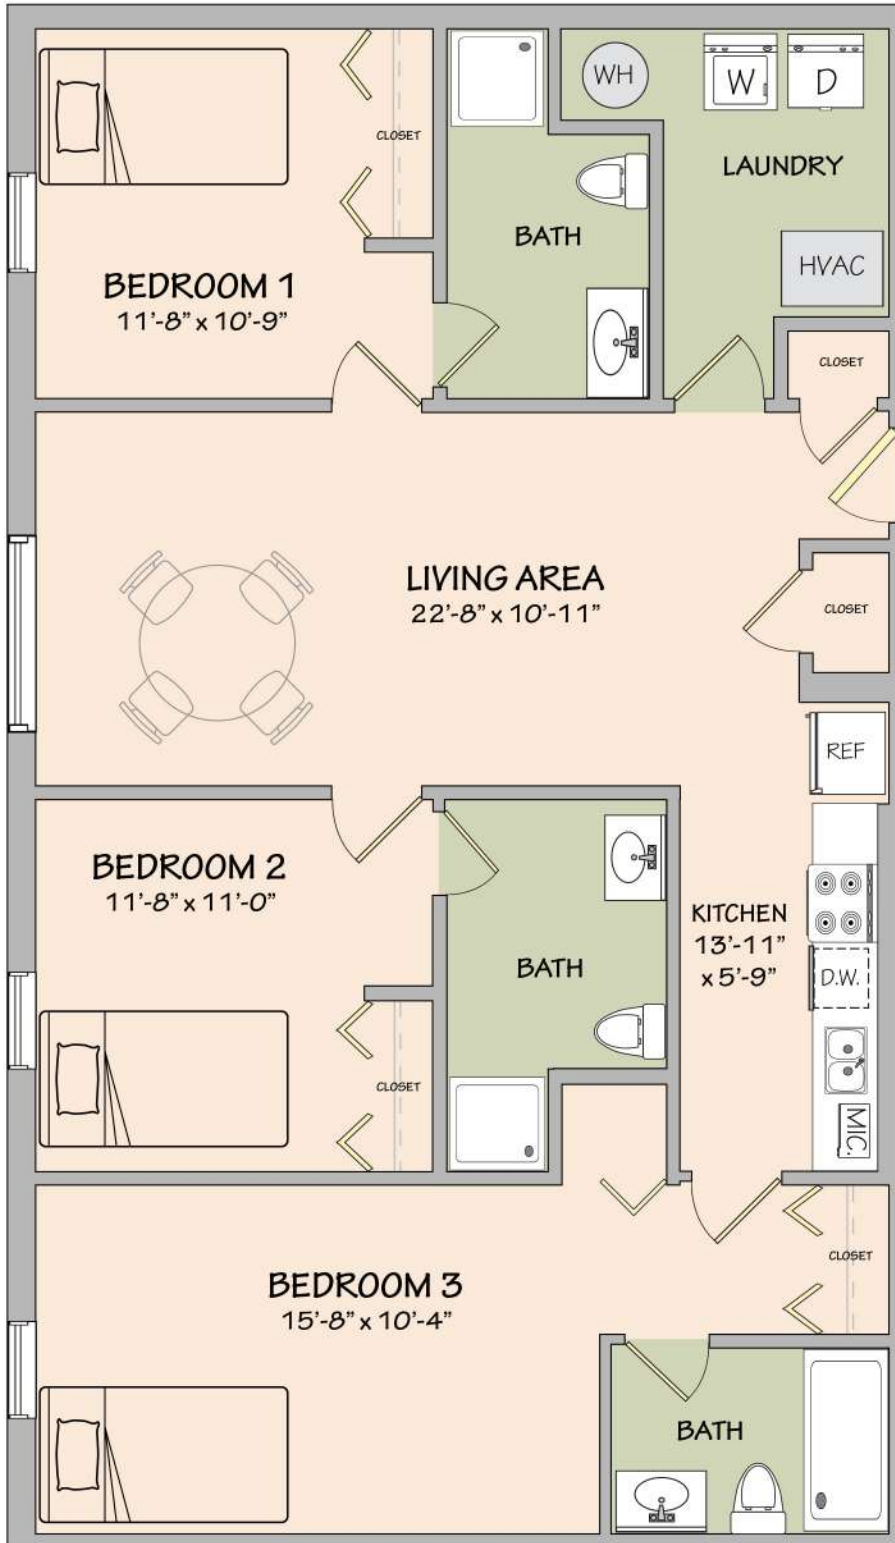 WH
W
D
CLOSET
LAUNDRY
BATH
HVAC
BEDROOM 1
11'-8" x 10'-9"
CLOSET
LIVING AREA
22'-8" x 10'-11"
CLOSET
REF
BEDROOM 2
11'-8" x 11'-0"
KITCHEN
13'-11"
x 5'-9"
BATH
D.W.
CLOSET
MIC.
CLOSET
BEDROOM 3
15'-8" x 10'-4"
BATH